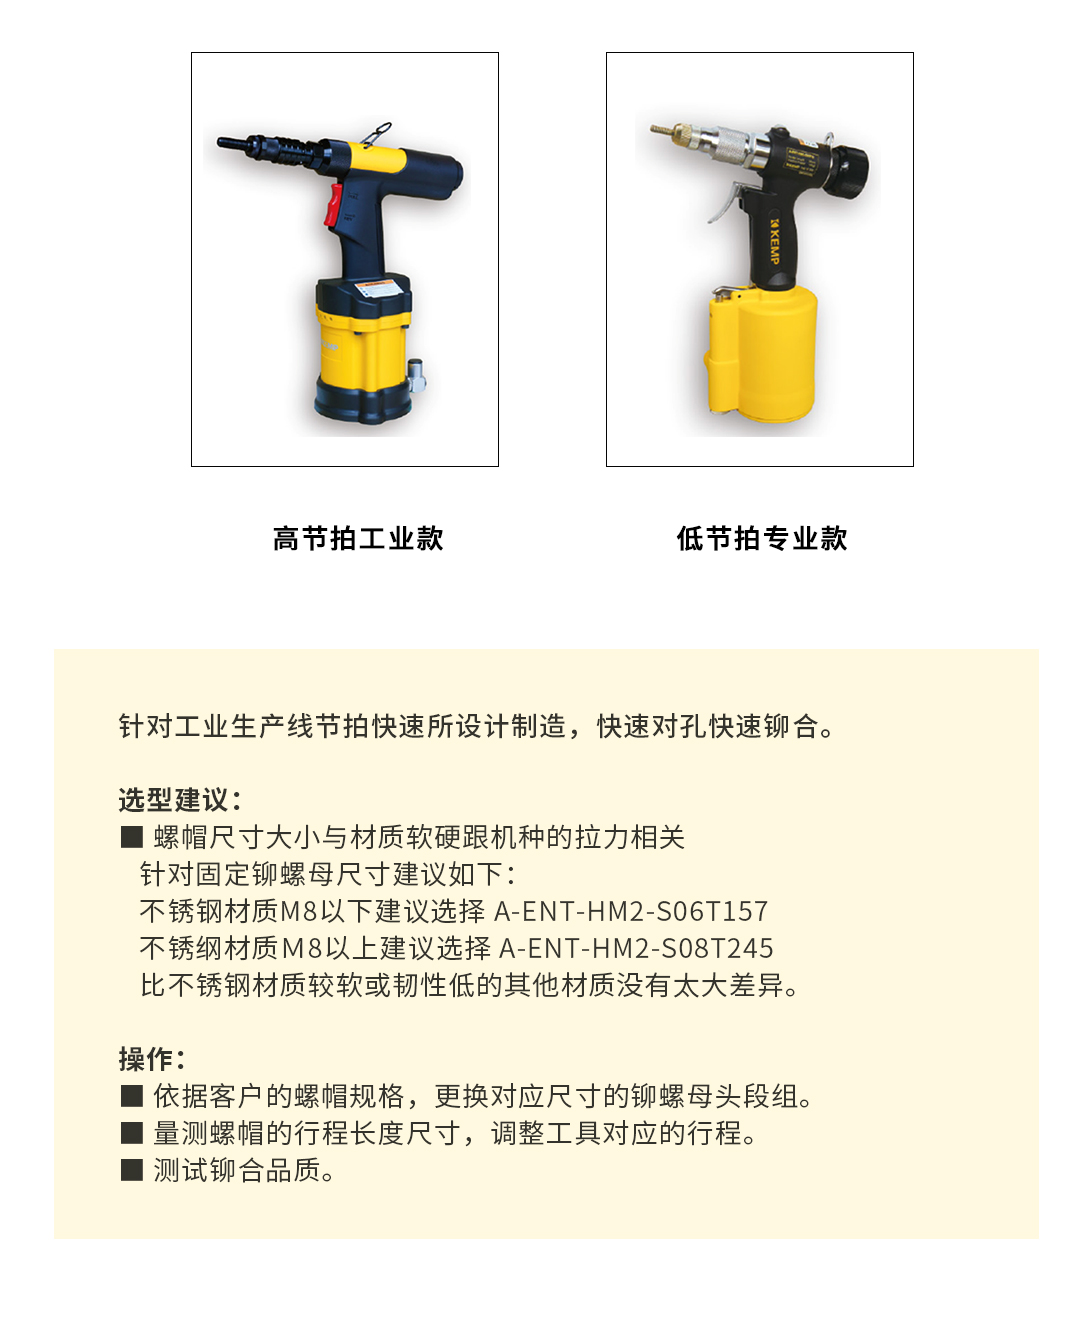 KEMP
高节拍工业款
低节拍专业款
针对工业生产线节拍快速所设计制造，快速对孔快速铆合。
选型建议：
■ 螺帽尺寸大小与材质软硬跟机种的拉力相关
针对固定铆螺母尺寸建议如下：
不锈钢材质M8以下建议选择 A-ENT-HM2-S06T157
不锈纲材质M8以上建议选择 A-ENT-HM2-S08T245
比不锈钢材质较软或韧性低的其他材质没有太大差异。
操作：
■ 依据客户的螺帽规格，更换对应尺寸的铆螺母头段组。
■ 量测螺帽的行程长度尺寸，调整工具对应的行程。
■ 测试铆合品质。